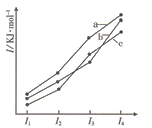 I / KJ·mol⁻¹
a
b
c
I₁ I₂ I₃ I₄